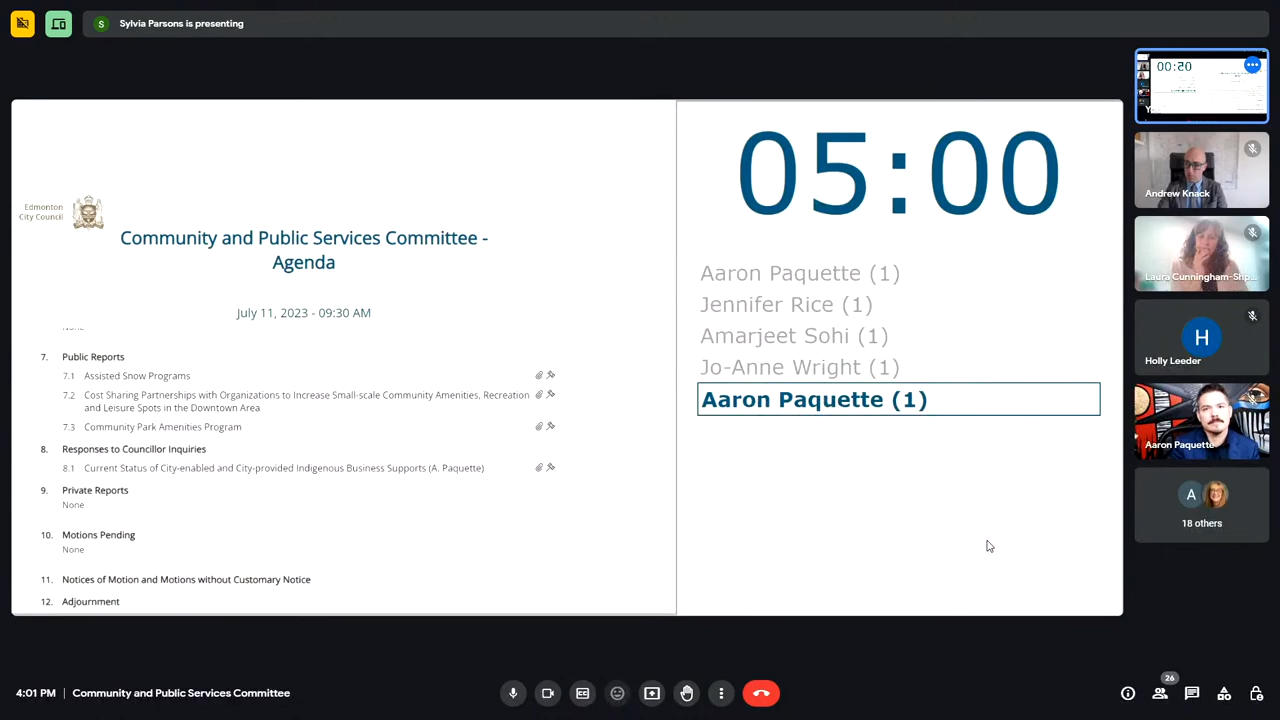 S Sylvia Parsons is presenting
Edmonton
City Council
Community and Public Services Committee -
Agenda
July 11, 2023 - 09:30 AM
7. Public Reports
7.1 Assisted Snow Programs
7.2 Cost Sharing Partnerships with Organizations to Increase Small-scale Community Amenities, Recreation
and Leisure Spots in the Downtown Area
7.3 Community Park Amenities Program
8. Responses to Councillor Inquiries
8.1 Current Status of City-enabled and City-provided Indigenous Business Supports (A. Paquette)
9. Private Reports
None
10. Motions Pending
None
11. Notices of Motion and Motions without Customary Notice
12. Adjournment
05:00
Aaron Paquette (1)
Jennifer Rice (1)
Amarjeet Sohi (1)
Jo-Anne Wright (1)
Aaron Paquette (1)
Andrew Knack
Laura Cunningham-Shp...
H
Holly Leeder
Aaron Paquette
A
18 others
4:01 PM | Community and Public Services Committee
26